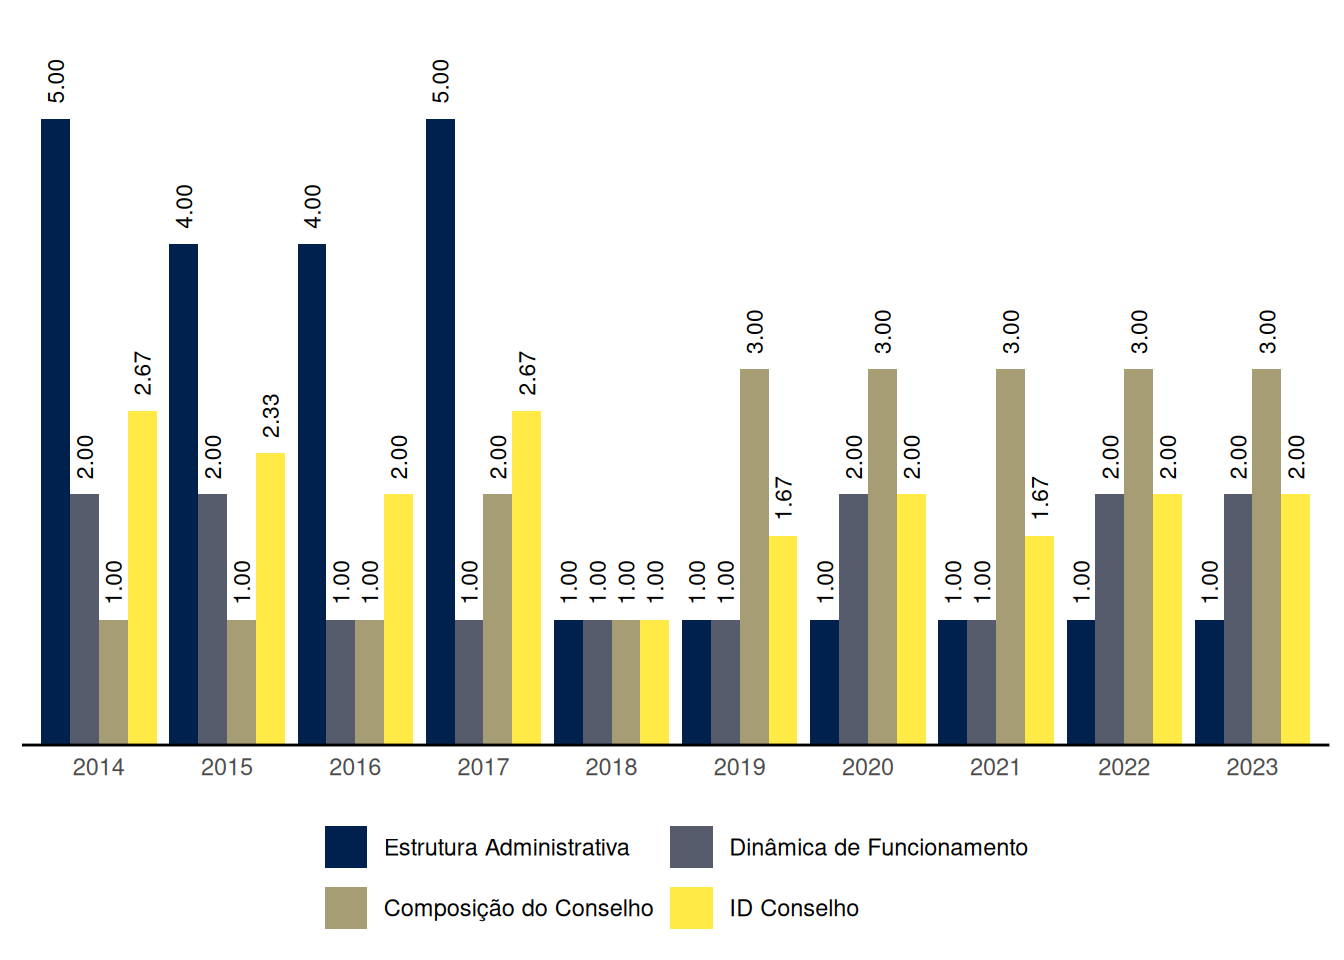 5.00 2.00 1.00 2.67 4.00 2.00 1.00 2.33 4.00 1.00 1.00 2.00 5.00 1.00 2.00 2.67 1.00 1.00 1.00 1.00 1.00 1.00 3.00 1.67 1.00 2.00 3.00 2.00 1.00 1.00 3.00 1.67 1.00 2.00 3.00 2.00 1.00 2.00 3.00 2.00
2014 2015 2016 2017 2018 2019 2020 2021 2022 2023
Estrutura Administrativa Dinâmica de Funcionamento
Composição do Conselho ID Conselho